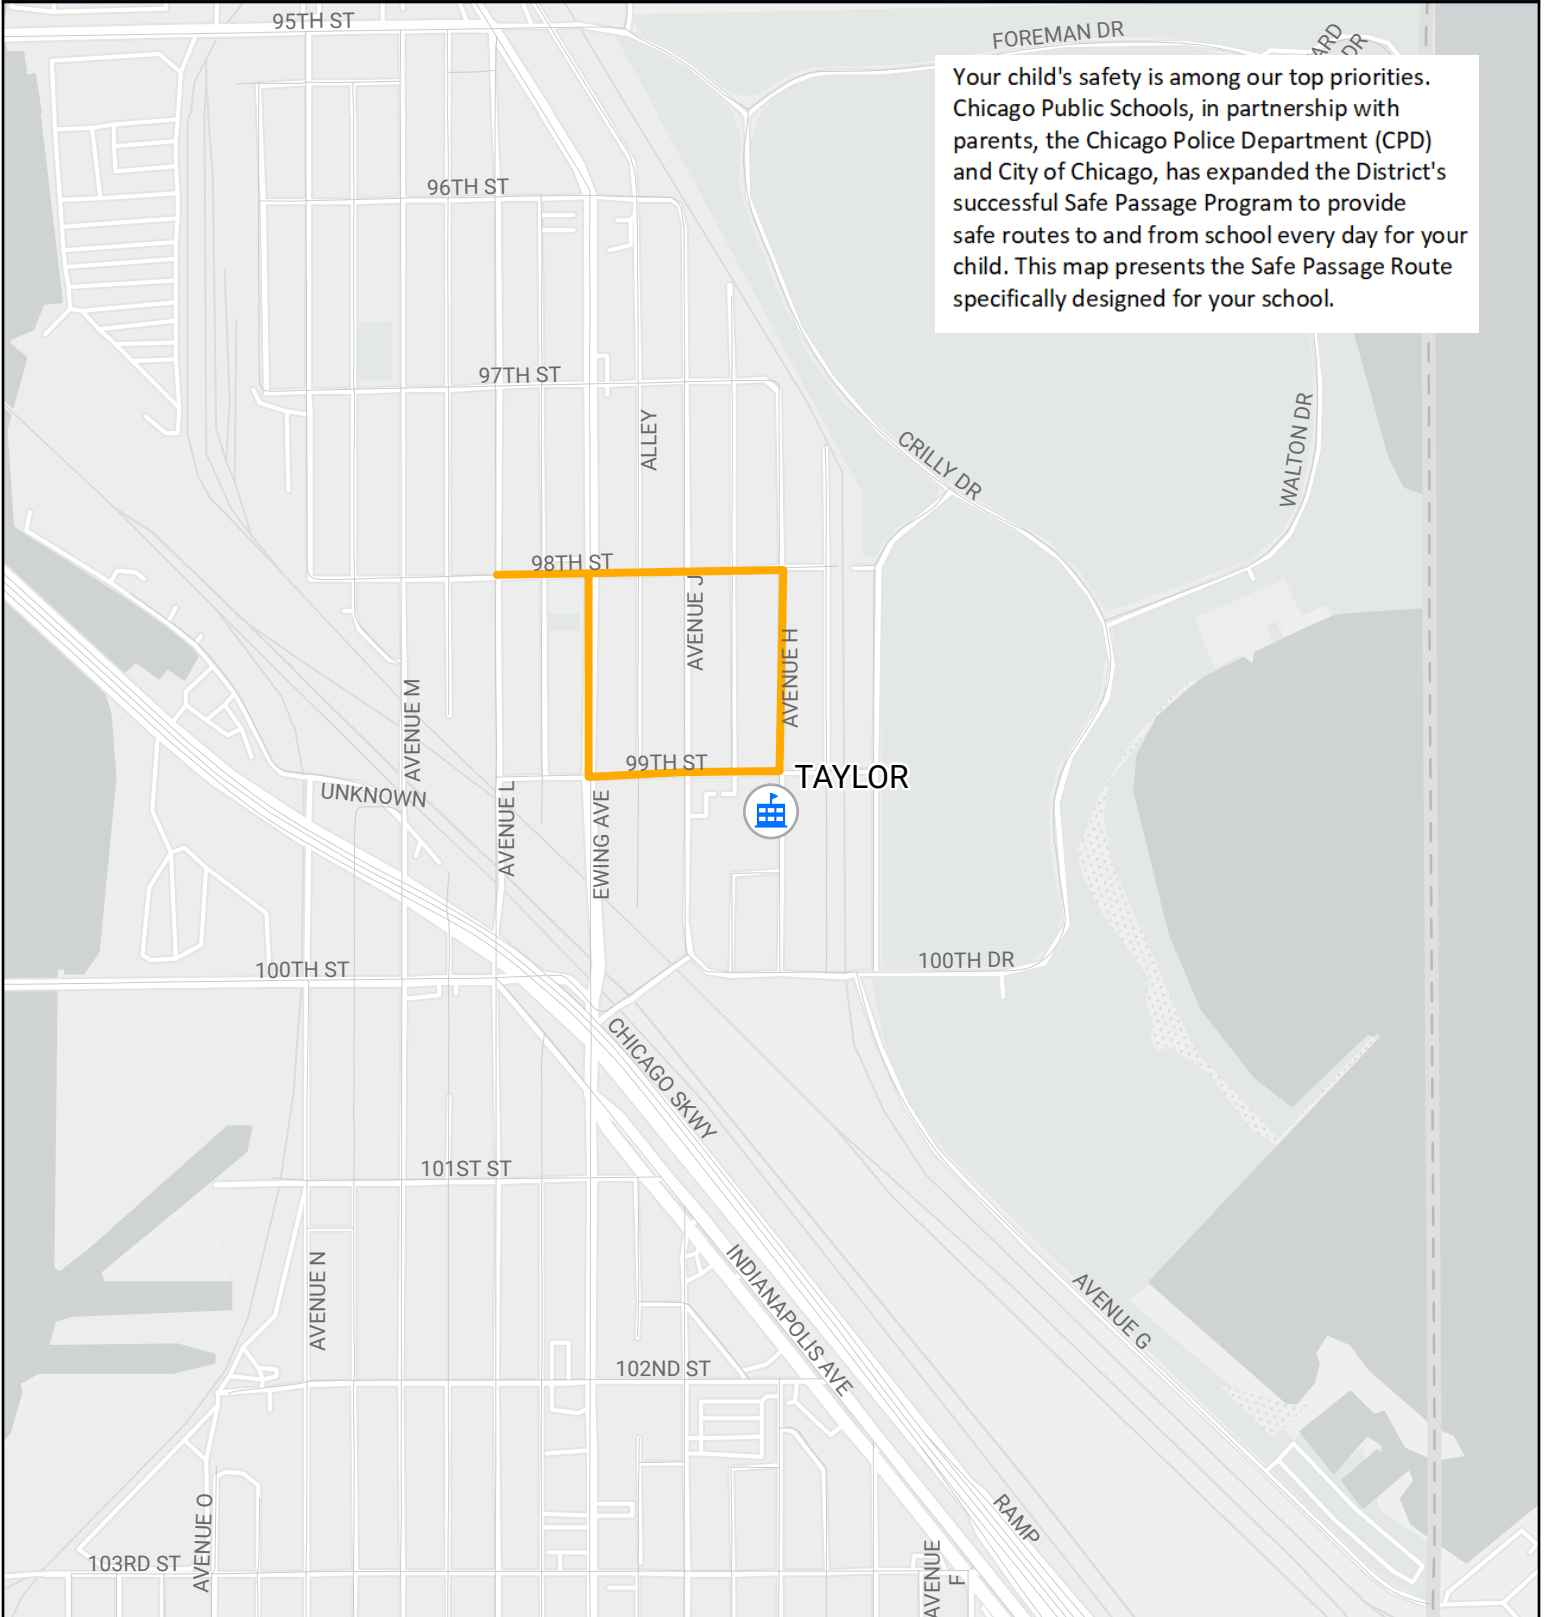 95TH ST
FOREMAN DR
ARD
DR
Your child's safety is among our top priorities.
Chicago Public Schools, in partnership with
parents, the Chicago Police Department (CPD)
and City of Chicago, has expanded the District's
successful Safe Passage Program to provide
safe routes to and from school every day for your
child. This map presents the Safe Passage Route
specifically designed for your school.
96TH ST
97TH ST
ALLEY
CRILLY DR
WALTON DR
98TH ST
AVENUE J
AVENUE H
AVENUE M
99TH ST
TAYLOR
UNKNOWN
AVENUE L
EWING AVE
100TH ST
100TH DR
CHICAGO SKWY
101ST ST
AVENUE N
INDIANAPOLIS AVE
AVENUE G
102ND ST
AVENUE O
RAMP
103RD ST
AVENUE
F